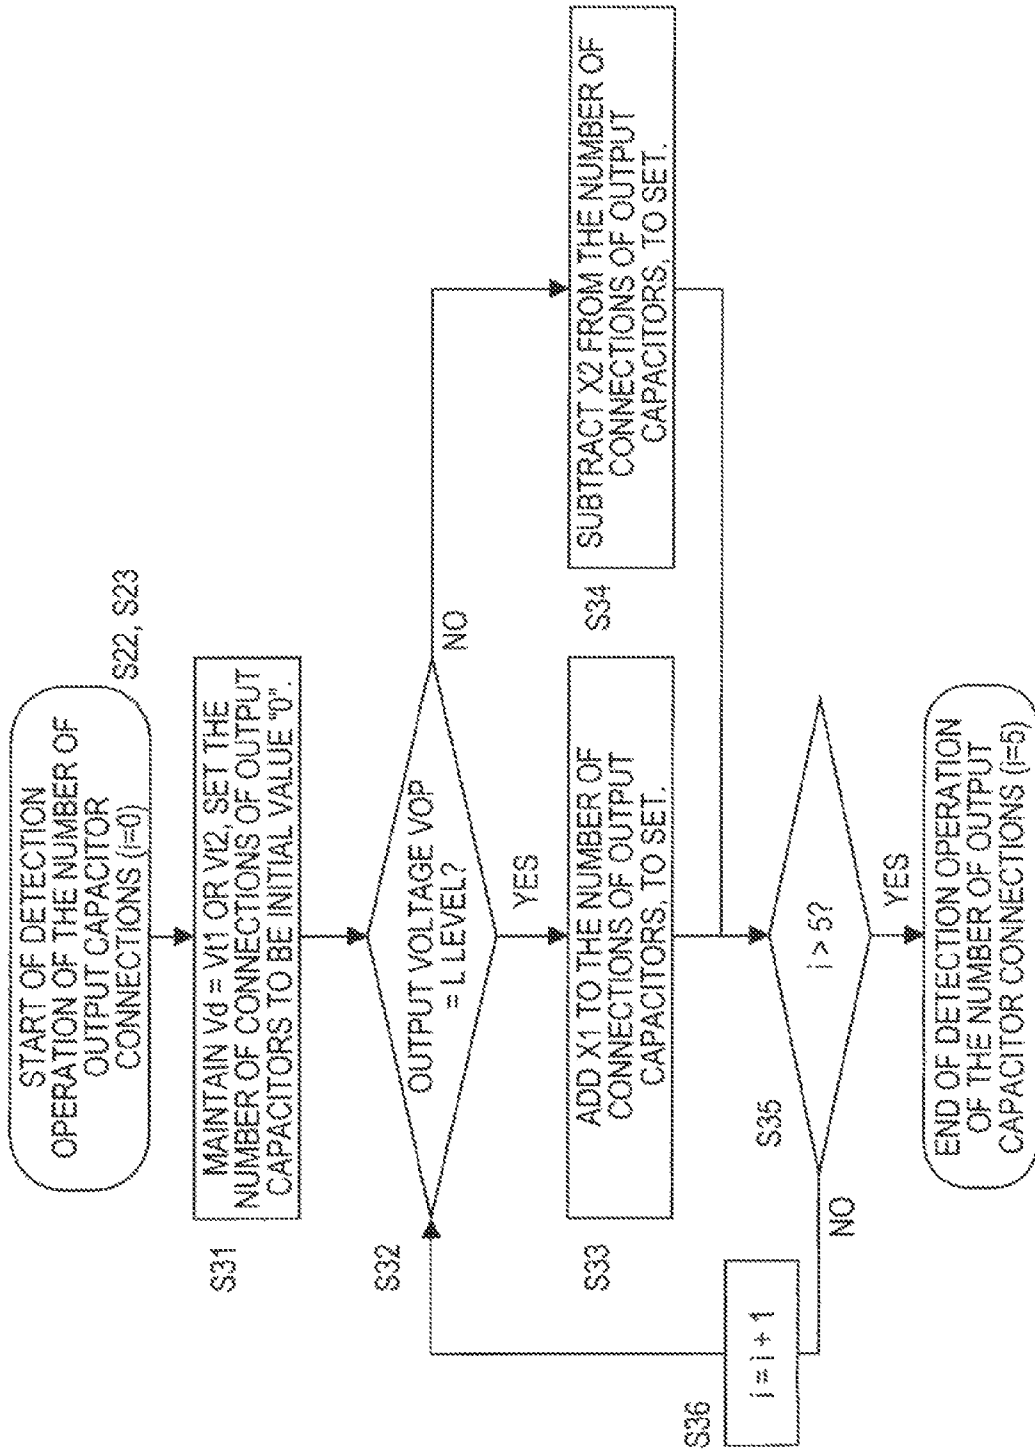 START OF DETECTION
OPERATION OF THE NUMBER OF
OUTPUT CAPACITOR
CONNECTIONS (i=0)
S22, S23
S31
MAINTAIN Vd = Vt1 OR Vt2, SET THE
NUMBER OF CONNECTIONS OF OUTPUT
CAPACITORS TO BE INITIAL VALUE "0".
S32
OUTPUT VOLTAGE VOP
= L LEVEL?
NO
YES
S33
ADD X1 TO THE NUMBER OF
CONNECTIONS OF OUTPUT
CAPACITORS, TO SET.
S34
SUBTRACT X2 FROM THE NUMBER OF
CONNECTIONS OF OUTPUT
CAPACITORS, TO SET.
S35
i > 5?
NO
YES
S36
i = i + 1
END OF DETECTION OPERATION
OF THE NUMBER OF OUTPUT
CAPACITOR CONNECTIONS (i=5)